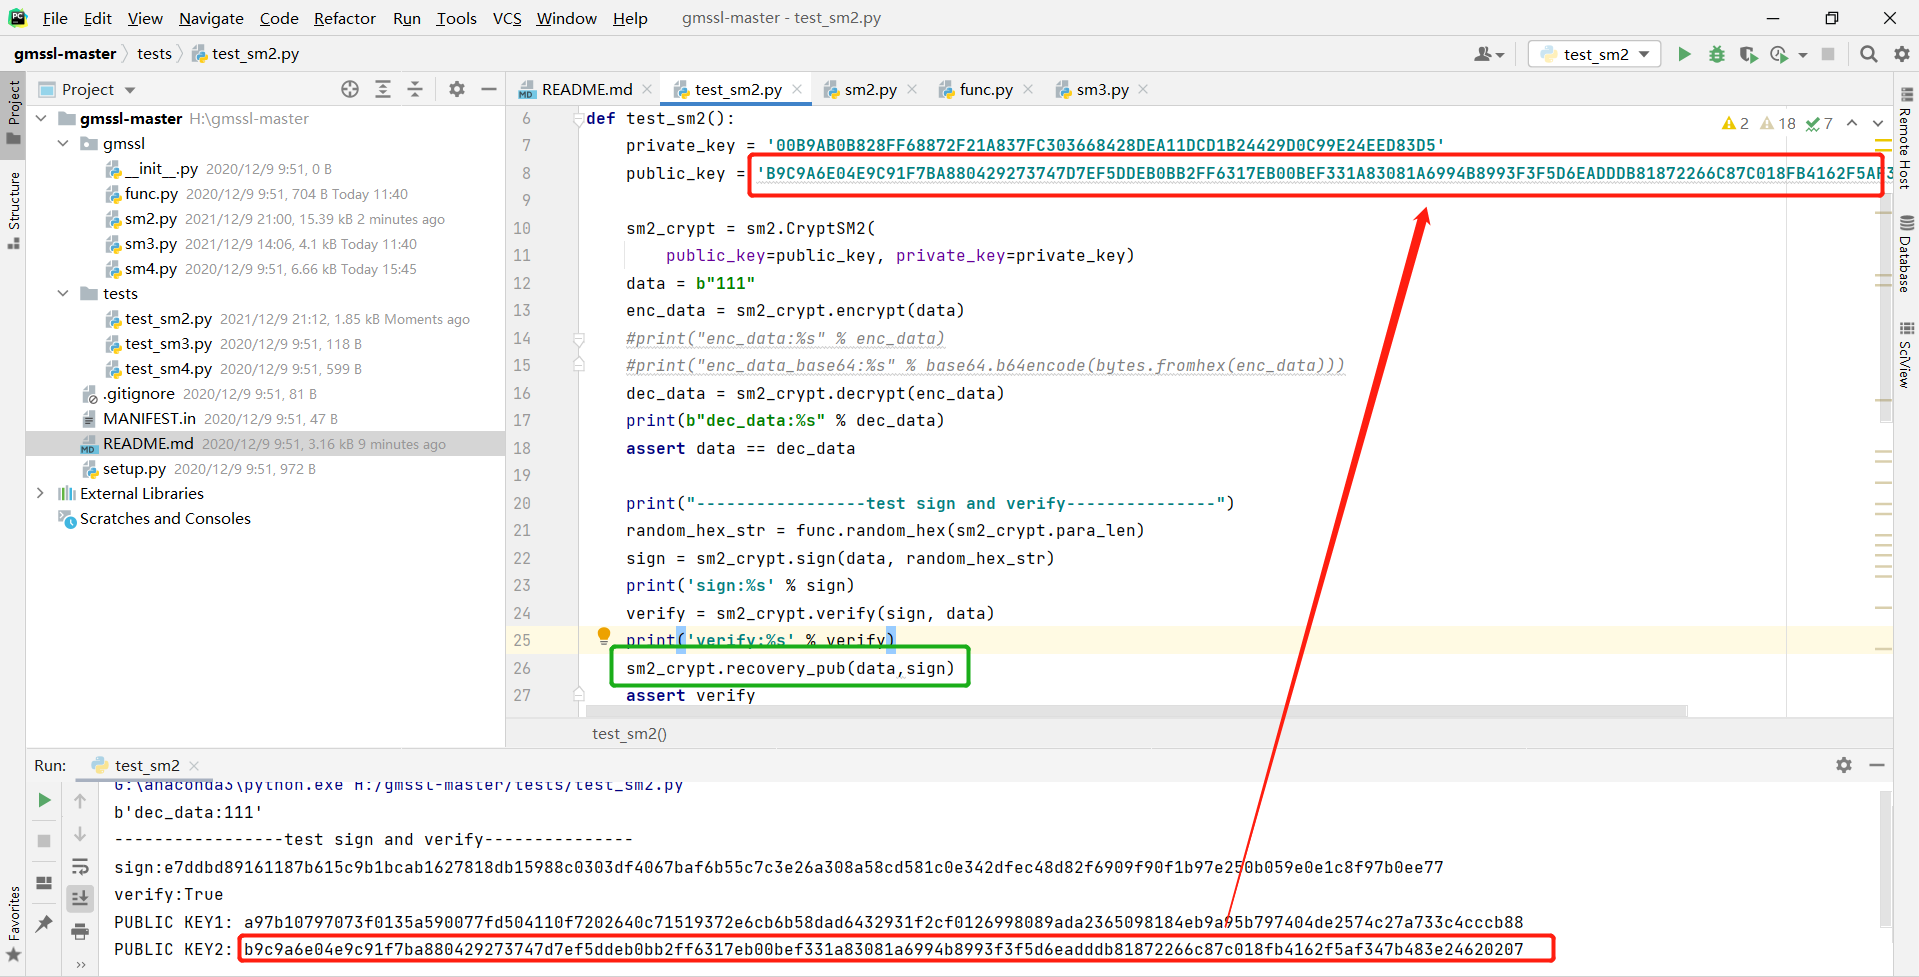 File Edit View Navigate Code Refactor Run Tools VCS Window Help gmssl-master - test_sm2.py
gmssl-master tests test_sm2.py
test_sm2
Project
README.md test_sm2.py sm2.py func.py sm3.py
Project
Structure
Favorites
Remote Host
Database
SciView
gmssl-master H:\gmssl-master
gmssl
__init__.py 2020/12/9 9:51, 0 B
func.py 2020/12/9 9:51, 704 B Today 11:40
sm2.py 2021/12/9 21:00, 15.39 kB 2 minutes ago
sm3.py 2021/12/9 14:06, 4.1 kB Today 11:40
sm4.py 2020/12/9 9:51, 6.66 kB Today 15:45
tests
test_sm2.py 2021/12/9 21:12, 1.85 kB Moments ago
test_sm3.py 2020/12/9 9:51, 118 B
test_sm4.py 2020/12/9 9:51, 599 B
.gitignore 2020/12/9 9:51, 81 B
MANIFEST.in 2020/12/9 9:51, 47 B
README.md 2020/12/9 9:51, 3.16 kB 9 minutes ago
setup.py 2020/12/9 9:51, 972 B
External Libraries
Scratches and Consoles
2 18 7
6 def test_sm2():
7 private_key = '00B9AB0B828FF68872F21A837FC303668428DEA11DCD1B24429D0C99E24EED83D5'
8 public_key = 'B9C9A6E04E9C91F7BA880429273747D7EF5DDEB0BB2FF6317EB00BEF331A83081A6994B8993F3F5D6EADDDB81872266C87C018FB4162F5AF3
9
10 sm2_crypt = sm2.CryptSM2(
11 public_key=public_key, private_key=private_key)
12 data = b"111"
13 enc_data = sm2_crypt.encrypt(data)
14 #print("enc_data:%s" % enc_data)
15 #print("enc_data_base64:%s" % base64.b64encode(bytes.fromhex(enc_data)))
16 dec_data = sm2_crypt.decrypt(enc_data)
17 print(b"dec_data:%s" % dec_data)
18 assert data == dec_data
19
20 print("-----------------test sign and verify---------------")
21 random_hex_str = func.random_hex(sm2_crypt.para_len)
22 sign = sm2_crypt.sign(data, random_hex_str)
23 print('sign:%s' % sign)
24 verify = sm2_crypt.verify(sign, data)
25 print('verify:%s' % verify)
26 sm2_crypt.recovery_pub(data,sign)
27 assert verify
test_sm2()
Run: test_sm2
G:\anaconda3\python.exe H:/gmssl-master/tests/test_sm2.py
b'dec_data:111'
-----------------test sign and verify---------------
sign:e7ddbd89161187b615c9b1bcab1627818db15988c0303df4067baf6b55c7c3e26a308a58cd581c0e342dfec48d82f6909f90f1b97e250b059e0e1c8f97b0ee77
verify:True
PUBLIC KEY1: a97b10797073f0135a590077fd504110f7202640c71519372e6cb6b58dad6432931f2cf0126998089ada2365098184eb9a95b797404de2574c27a733c4cccb88
PUBLIC KEY2: b9c9a6e04e9c91f7ba880429273747d7ef5ddeb0bb2ff6317eb00bef331a83081a6994b8993f3f5d6eadddb81872266c87c018fb4162f5af347b483e24620207